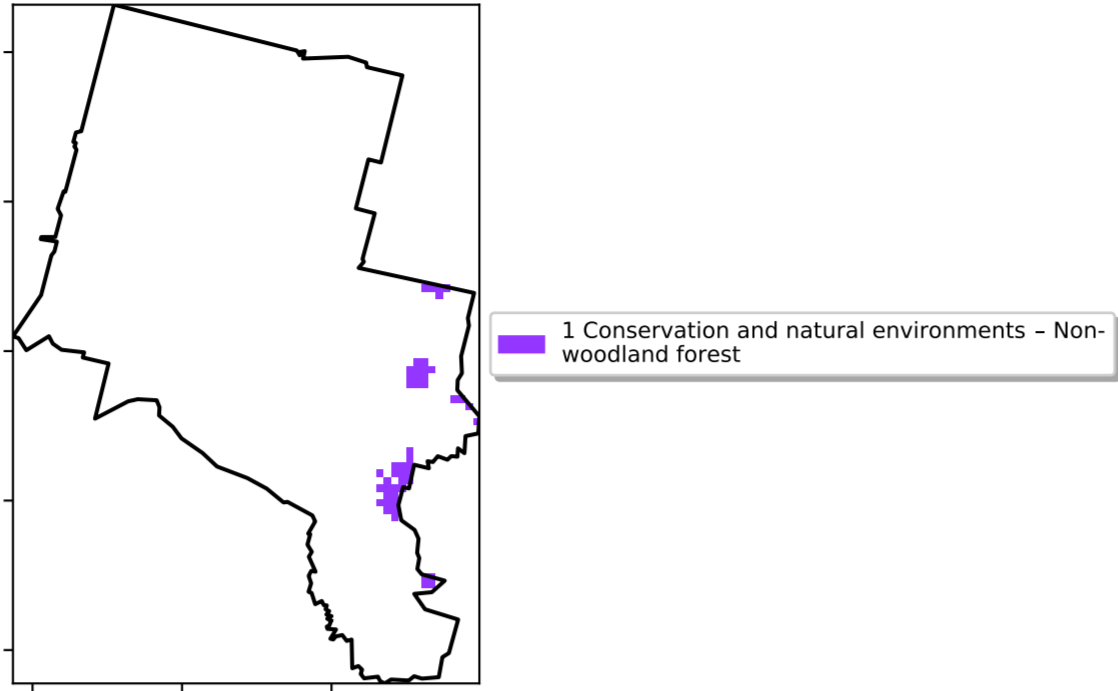 1 Conservation and natural environments – Non-
woodland forest